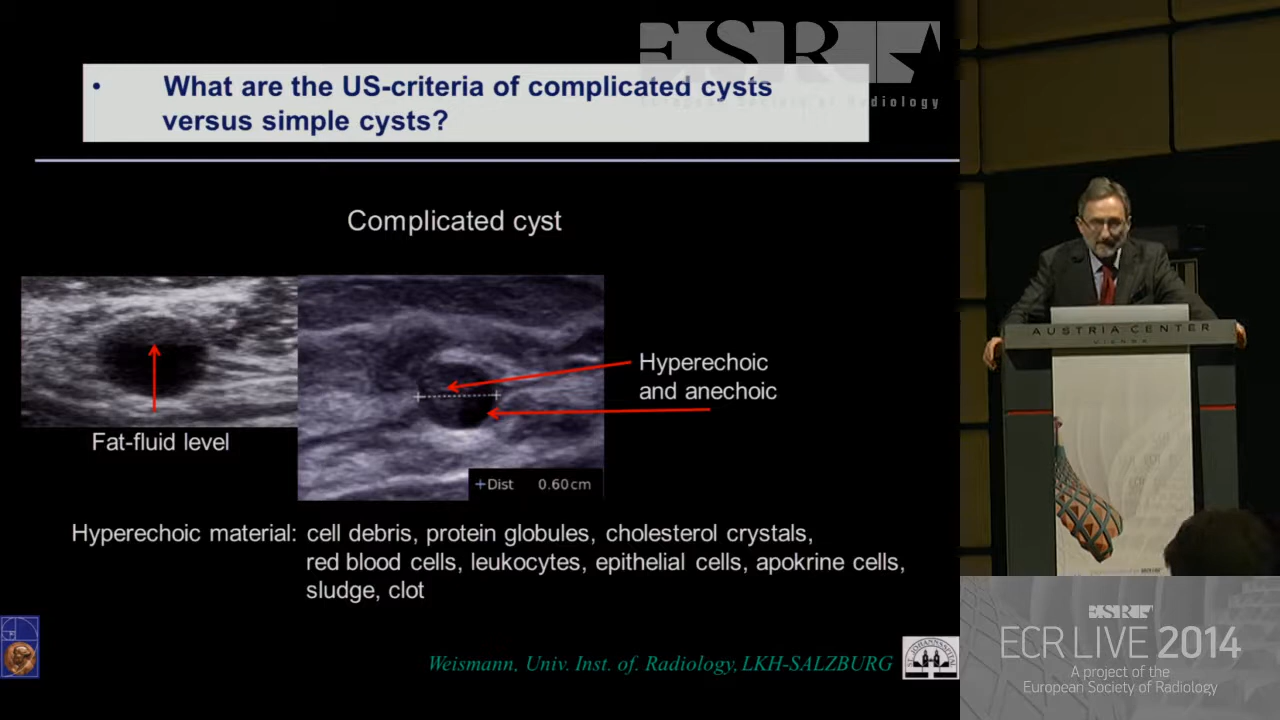 ESR
European Society of Radiology
• What are the US-criteria of complicated cysts
versus simple cysts?
Complicated cyst
Hyperechoic
and anechoic
Fat-fluid level
+Dist 0.60cm
Hyperechoic material: cell debris, protein globules, cholesterol crystals,
red blood cells, leukocytes, epithelial cells, apokrine cells,
sludge, clot
Weismann, Univ. Inst. of. Radiology, LKH-SALZBURG
AUSTRIA CENTER
VIENNA
ESR
ECR LIVE 2014
A project of the
European Society of Radiology